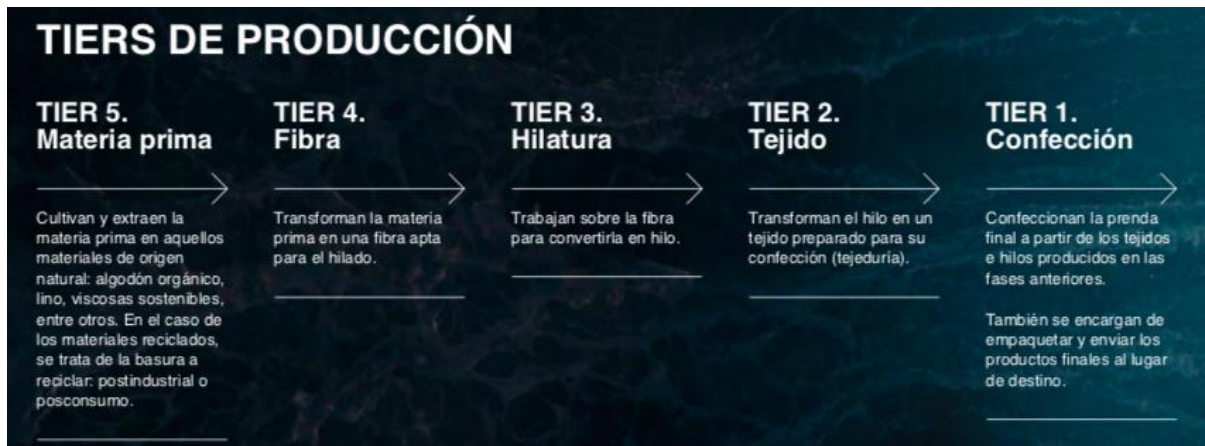 TIERS DE PRODUCCIÓN
TIER 5.
Materia prima
Cultivan y extraen la
materia prima en aquellos
materiales de origen
natural: algodón orgánico,
lino, viscosas sostenibles,
entre otros. En el caso de
los materiales reciclados,
se trata de la basura a
reciclar: postindustrial o
posconsumo.
TIER 4.
Fibra
Transforman la materia
prima en una fibra apta
para el hilado.
TIER 3.
Hilatura
Trabajan sobre la fibra
para convertirla en hilo.
TIER 2.
Tejido
Transforman el hilo en un
tejido preparado para su
confección (tejeduría).
TIER 1.
Confección
Confeccionan la prenda
final a partir de los tejidos
e hilos producidos en las
fases anteriores.
También se encargan de
empaquetar y enviar los
productos finales al lugar
de destino.